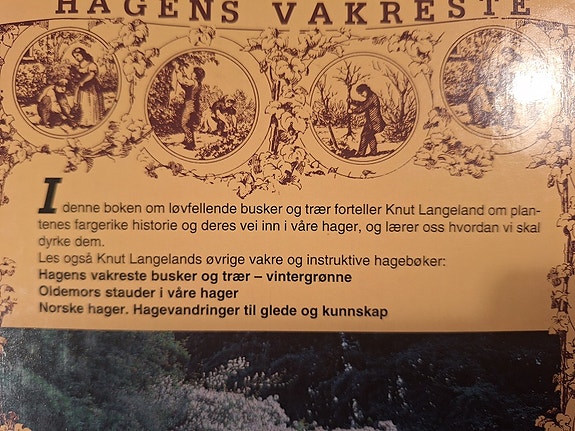 HAGENS VAKRESTE
I denne boken om løvfellende busker og trær forteller Knut Langeland om plan-
tenes fargerike historie og deres vei inn i våre hager, og lærer oss hvordan vi skal
dyrke dem.
Les også Knut Langelands øvrige vakre og instruktive hagebøker:
Hagens vakreste busker og trær – vintergrønne
Oldemors stauder i våre hager
Norske hager. Hagevandringer til glede og kunnskap